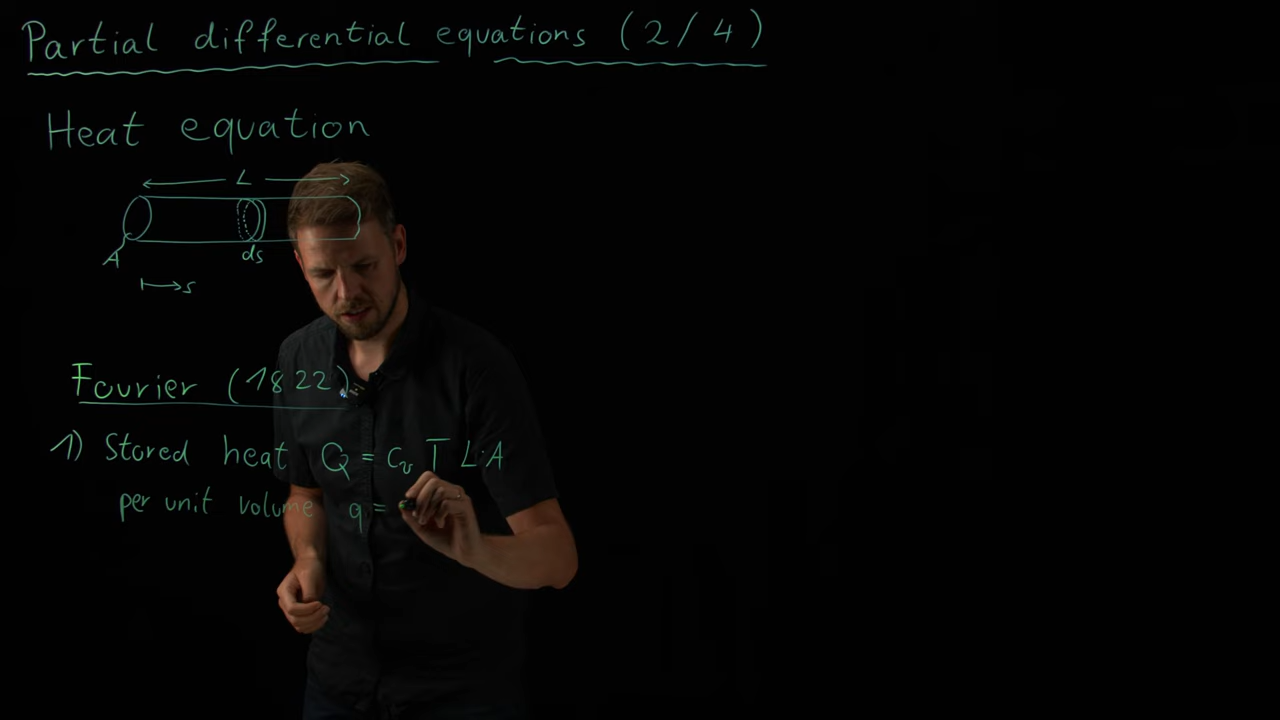 Partial differential equations (2/4)
Heat equation
L
A
ds
s
Fourier (1822)
1) Stored heat Q = cᵥ T L·A
per unit volume q =